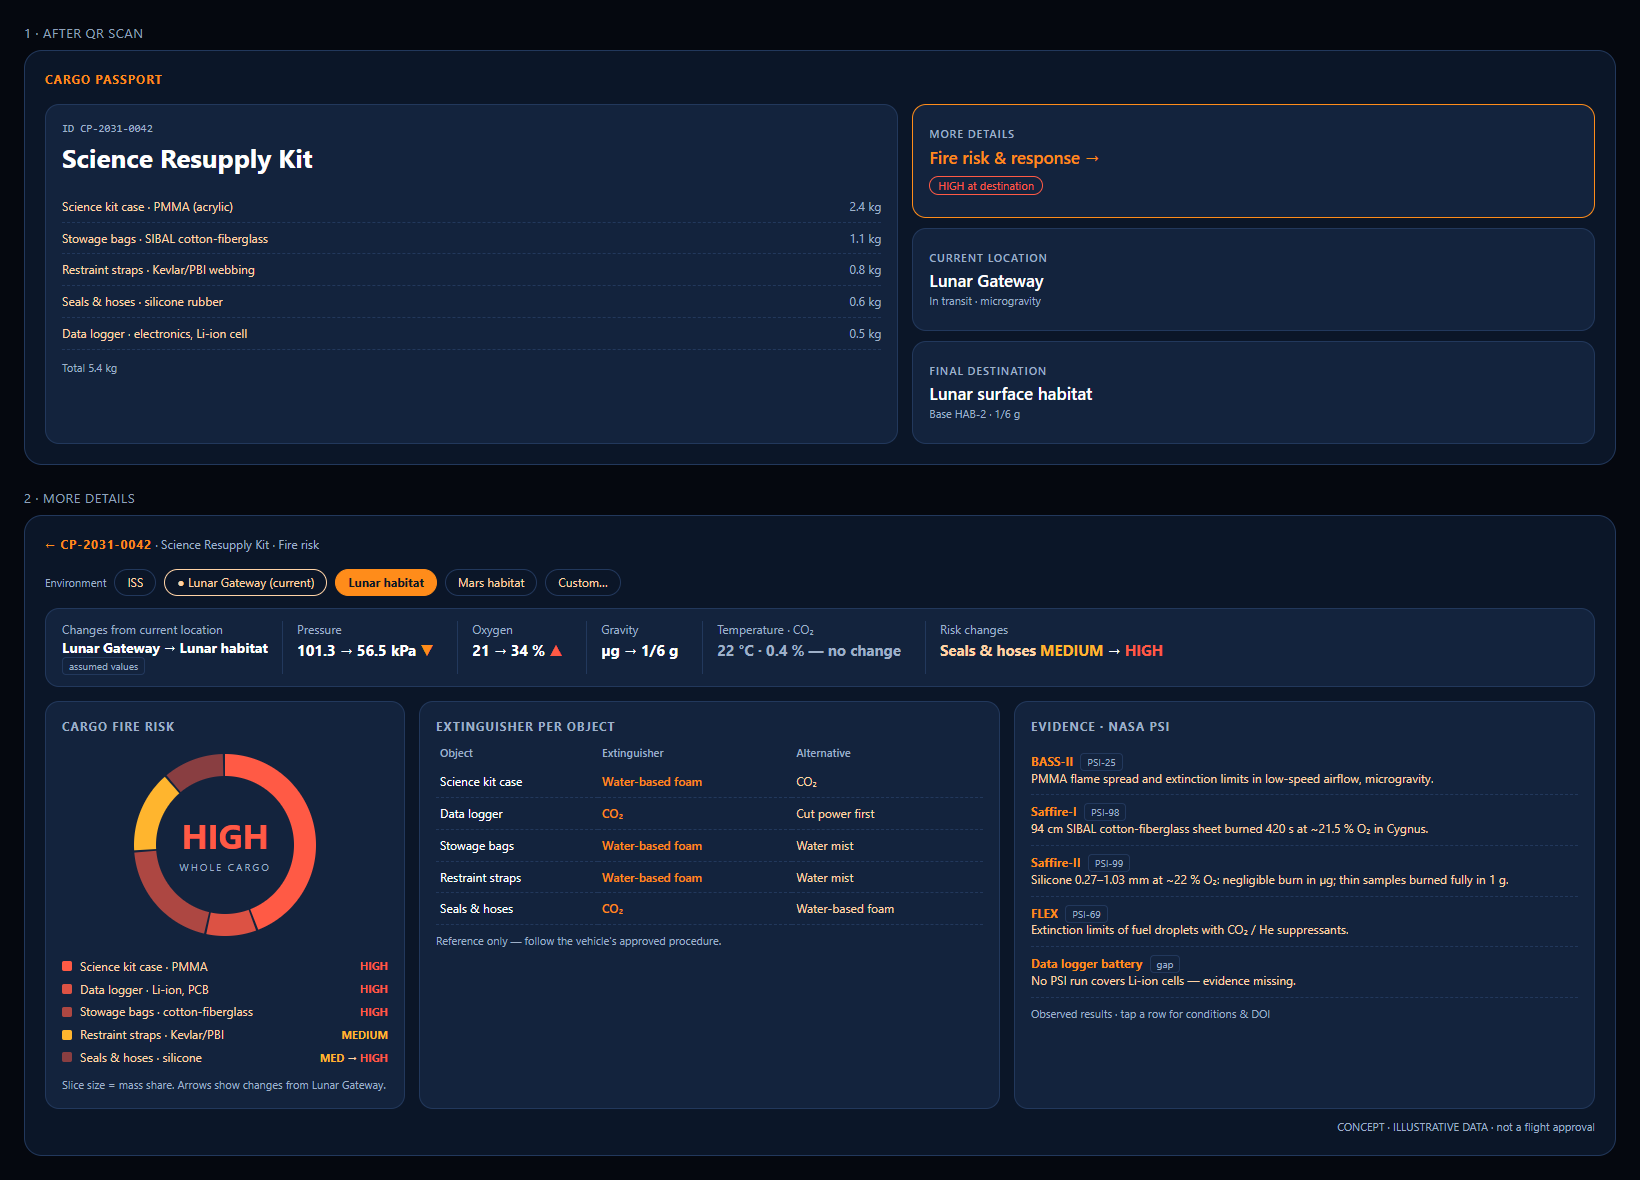 1 · AFTER QR SCAN
CARGO PASSPORT
ID CP-2031-0042
Science Resupply Kit
Science kit case · PMMA (acrylic) 2.4 kg
Stowage bags · SIBAL cotton-fiberglass 1.1 kg
Restraint straps · Kevlar/PBI webbing 0.8 kg
Seals & hoses · silicone rubber 0.6 kg
Data logger · electronics, Li-ion cell 0.5 kg
Total 5.4 kg
MORE DETAILS
Fire risk & response →
HIGH at destination
CURRENT LOCATION
Lunar Gateway
In transit · microgravity
FINAL DESTINATION
Lunar surface habitat
Base HAB-2 · 1/6 g
2 · MORE DETAILS
← CP-2031-0042 · Science Resupply Kit · Fire risk
Environment ISS ● Lunar Gateway (current) Lunar habitat Mars habitat Custom...
Changes from current location
Lunar Gateway → Lunar habitat
assumed values
Pressure
101.3 → 56.5 kPa ▼
Oxygen
21 → 34 % ▲
Gravity
µg → 1/6 g
Temperature · CO₂
22 °C · 0.4 % — no change
Risk changes
Seals & hoses MEDIUM → HIGH
CARGO FIRE RISK
HIGH
WHOLE CARGO
Science kit case · PMMA HIGH
Data logger · Li-ion, PCB HIGH
Stowage bags · cotton-fiberglass HIGH
Restraint straps · Kevlar/PBI MEDIUM
Seals & hoses · silicone MED → HIGH
Slice size = mass share. Arrows show changes from Lunar Gateway.
EXTINGUISHER PER OBJECT
Object Extinguisher Alternative
Science kit case Water-based foam CO₂
Data logger CO₂ Cut power first
Stowage bags Water-based foam Water mist
Restraint straps Water-based foam Water mist
Seals & hoses CO₂ Water-based foam
Reference only — follow the vehicle's approved procedure.
EVIDENCE · NASA PSI
BASS-II PSI-25
PMMA flame spread and extinction limits in low-speed airflow, microgravity.
Saffire-I PSI-98
94 cm SIBAL cotton-fiberglass sheet burned 420 s at ~21.5 % O₂ in Cygnus.
Saffire-II PSI-99
Silicone 0.27–1.03 mm at ~22 % O₂: negligible burn in µg; thin samples burned fully in 1 g.
FLEX PSI-69
Extinction limits of fuel droplets with CO₂ / He suppressants.
Data logger battery gap
No PSI run covers Li-ion cells — evidence missing.
Observed results · tap a row for conditions & DOI
CONCEPT · ILLUSTRATIVE DATA · not a flight approval